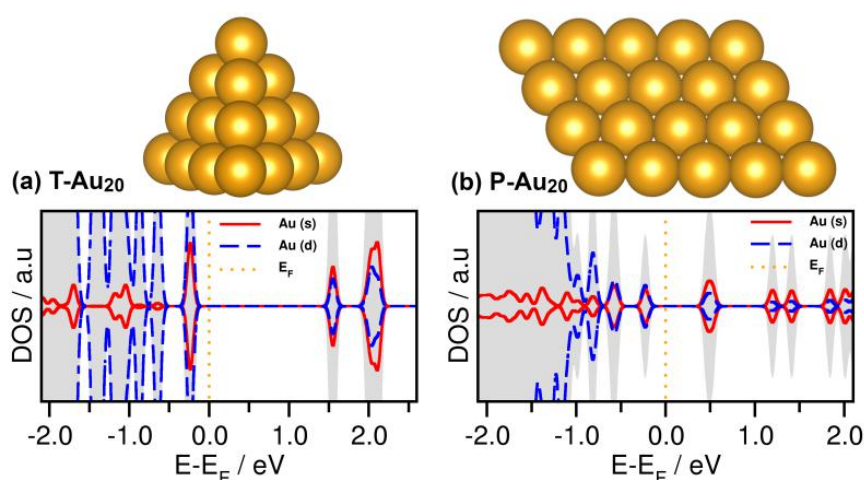 (a) T-Au20
(b) P-Au20
Au (s)
Au (d)
EF
DOS / a.u
-2.0 -1.0 0.0 1.0 2.0
E-EF / eV
Au (s)
Au (d)
EF
DOS / a.u
-2.0 -1.0 0.0 1.0 2.0
E-EF / eV